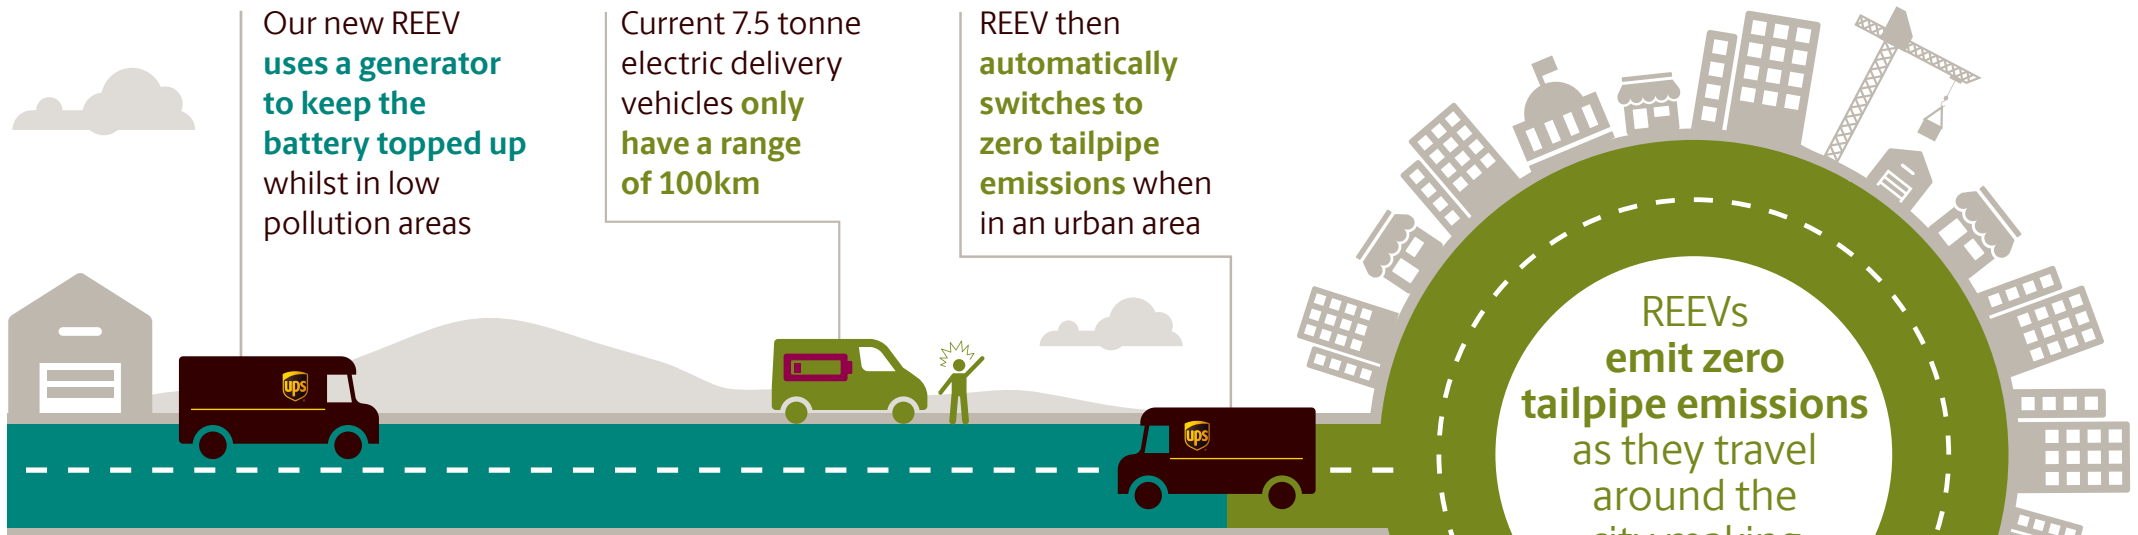 Our new REEV
uses a generator
to keep the
battery topped up
whilst in low
pollution areas
Current 7.5 tonne
electric delivery
vehicles only
have a range
of 100km
REEV then
automatically
switches to
zero tailpipe
emissions when
in an urban area
ups
ups
REEVs
emit zero
tailpipe emissions
as they travel
around the
city making